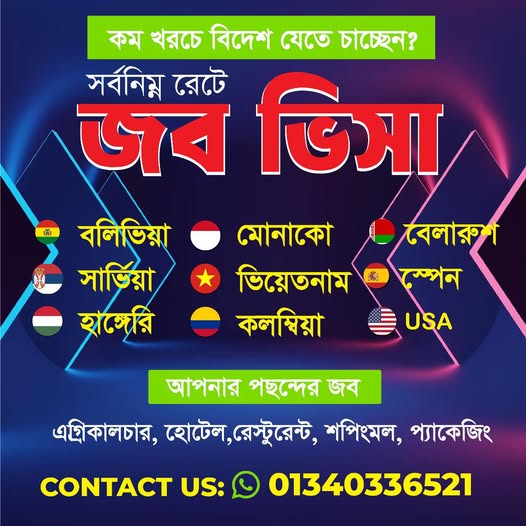 কম খরচে বিদেশ যেতে চাচ্ছেন?
সর্বনিম্ন রেটে
জব ভিসা
বলিভিয়া মোনাকো বেলারুশ
সার্ভিয়া ভিয়েতনাম স্পেন
হাঙ্গেরি কলম্বিয়া USA
আপনার পছন্দের জব
এগ্রিকালচার, হোটেল,রেস্টুরেন্ট, শপিংমল, প্যাকেজিং
CONTACT US: 01340336521